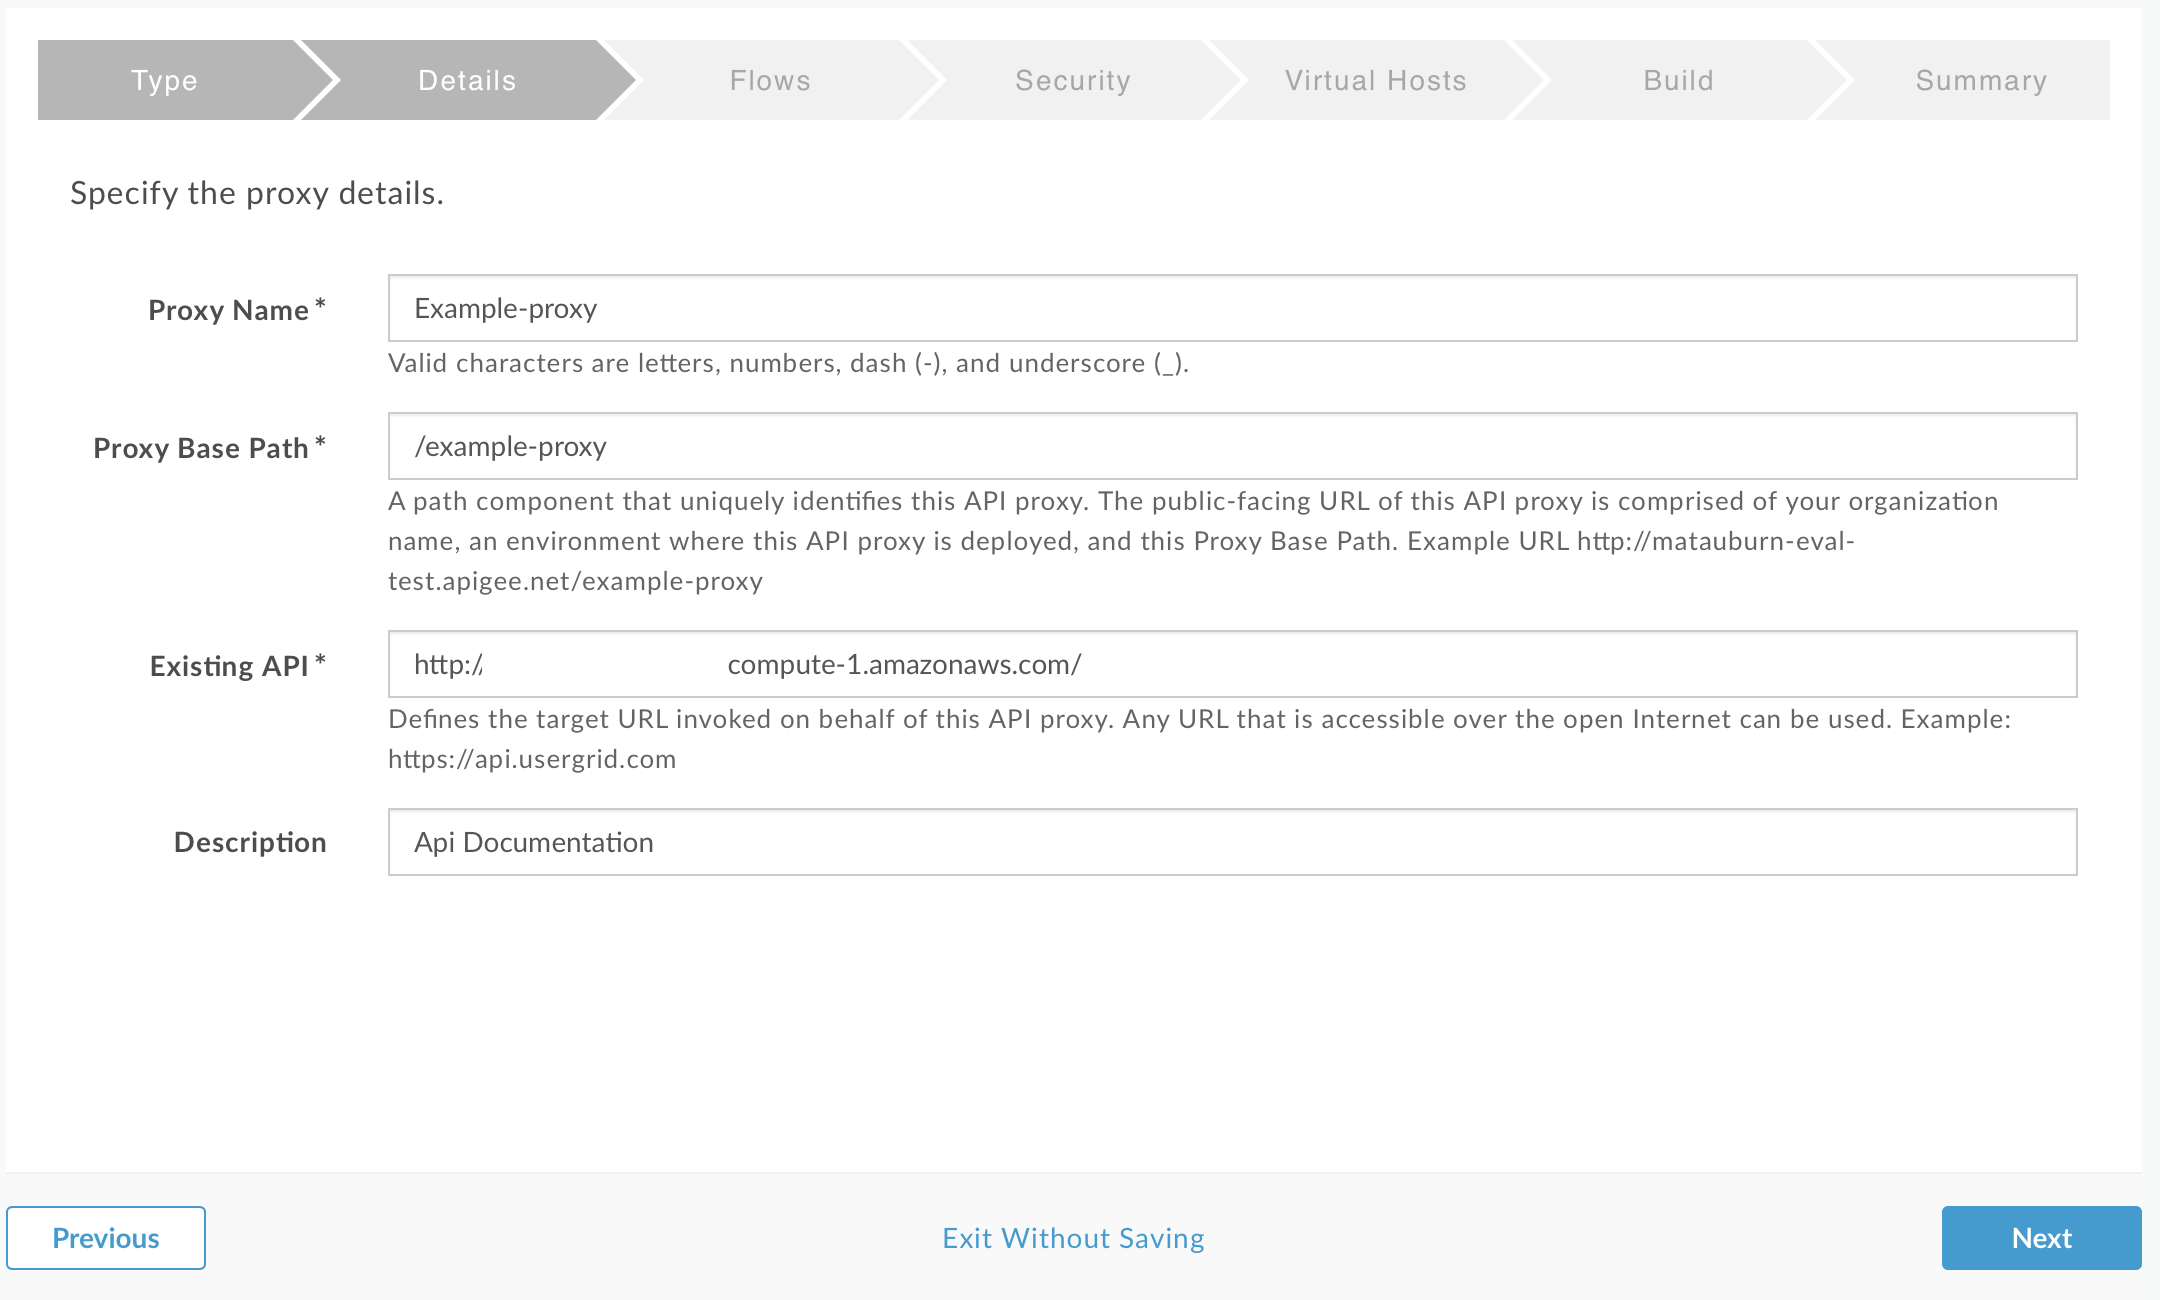 Type
Details
Flows
Security
Virtual Hosts
Build
Summary
Specify the proxy details.
Proxy Name *
Example-proxy
Valid characters are letters, numbers, dash (-), and underscore (_).
Proxy Base Path *
/example-proxy
A path component that uniquely identifies this API proxy. The public-facing URL of this API proxy is comprised of your organization
name, an environment where this API proxy is deployed, and this Proxy Base Path. Example URL http://matauburn-eval-
test.apigee.net/example-proxy
Existing API *
http:// compute-1.amazonaws.com/
Defines the target URL invoked on behalf of this API proxy. Any URL that is accessible over the open Internet can be used. Example:
https://api.usergrid.com
Description
Api Documentation
Previous
Exit Without Saving
Next